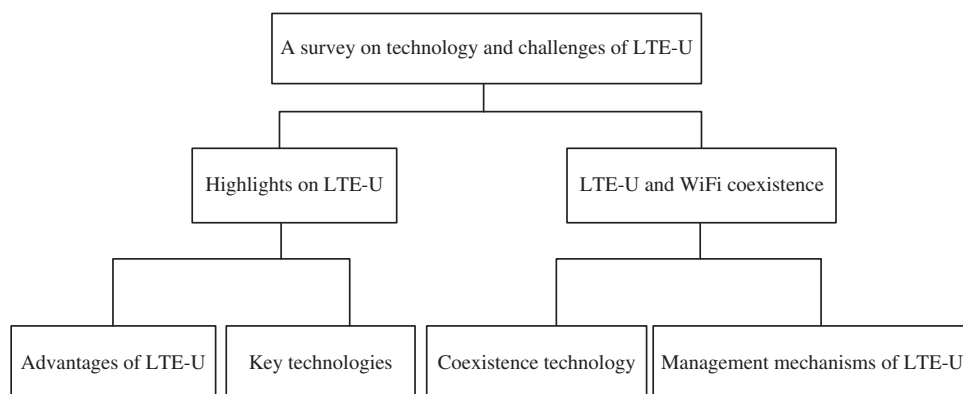 A survey on technology and challenges of LTE-U
Highlights on LTE-U
LTE-U and WiFi coexistence
Advantages of LTE-U
Key technologies
Coexistence technology
Management mechanisms of LTE-U